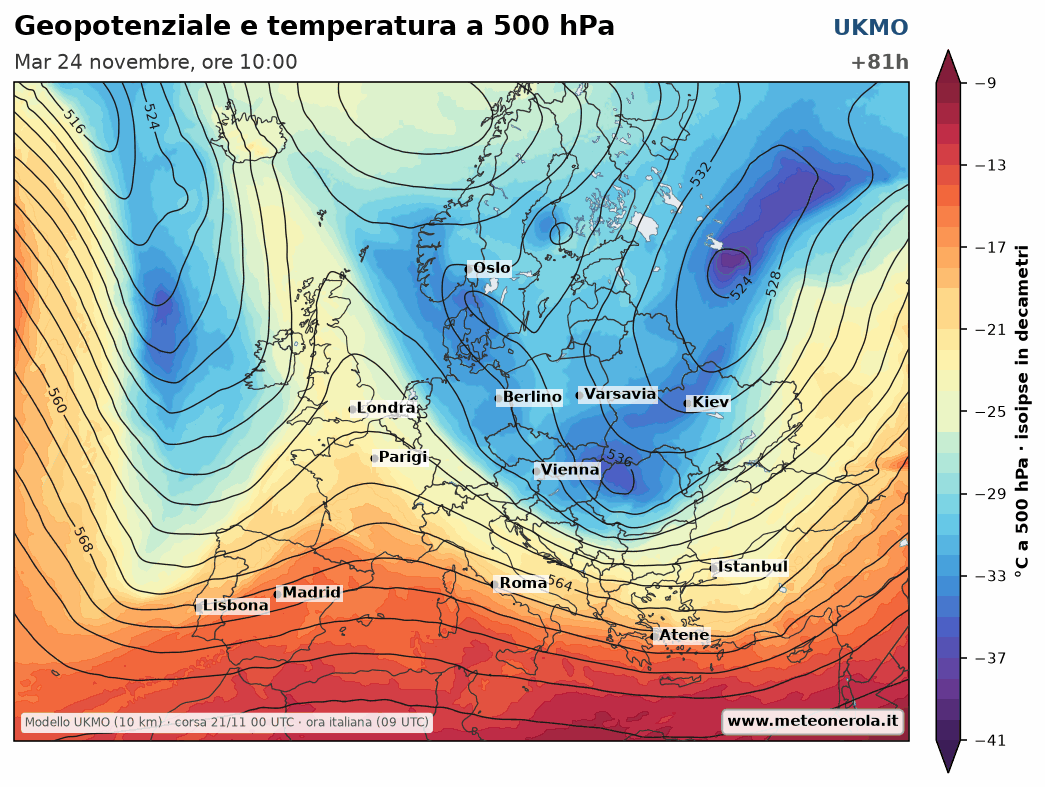 Geopotenziale e temperatura a 500 hPa
UKMO
Mar 24 novembre, ore 10:00
+81h
516
524
532
524
528
536
560
568
564
Oslo
Berlino
Varsavia
Kiev
Londra
Parigi
Vienna
Istanbul
Roma
Madrid
Lisbona
Atene
−9
−13
−17
−21
−25
−29
−33
−37
−41
°C a 500 hPa · isoipse in decametri
Modello UKMO (10 km) · corsa 21/11 00 UTC · ora italiana (09 UTC)
www.meteonerola.it